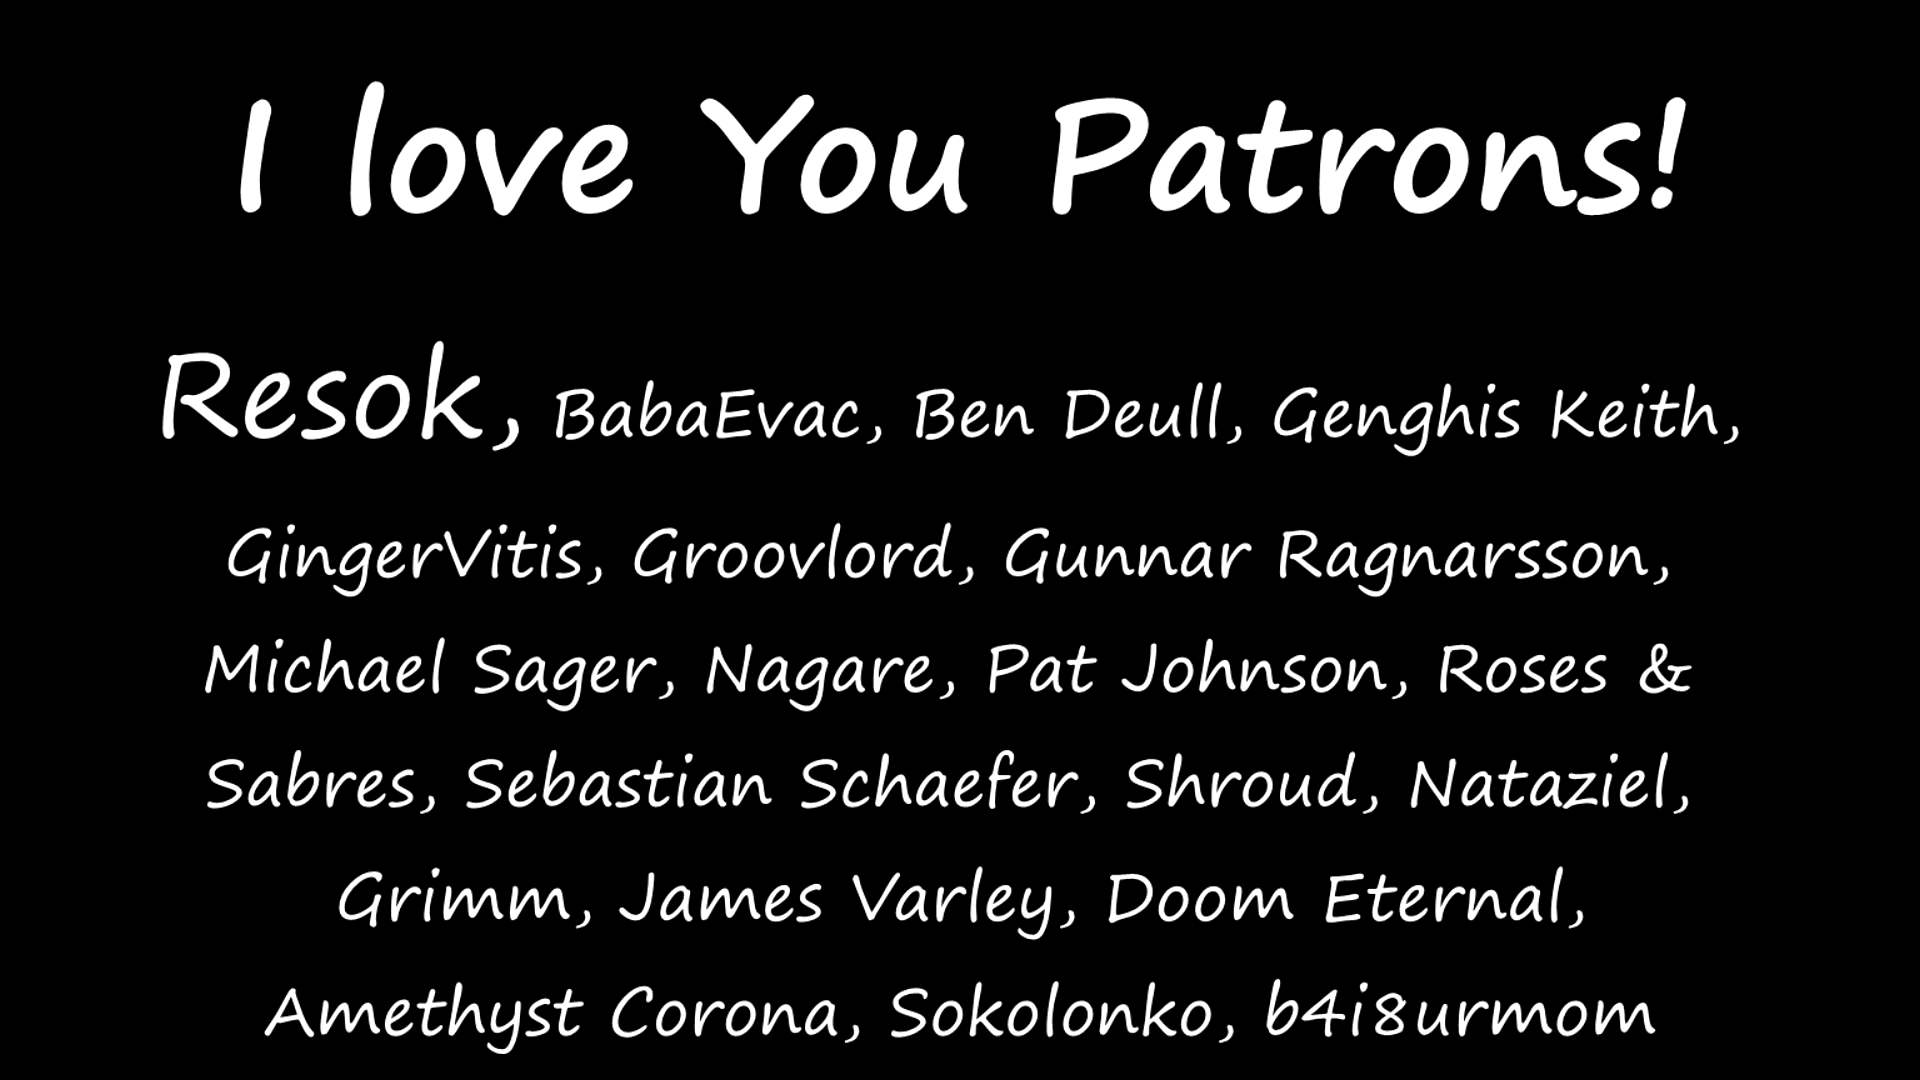 I love You Patrons!
Resok, BabaEvac, Ben Deull, Genghis Keith,
GingerVitis, Groovlord, Gunnar Ragnarsson,
Michael Sager, Nagare, Pat Johnson, Roses &
Sabres, Sebastian Schaefer, Shroud, Nataziel,
Grimm, James Varley, Doom Eternal,
Amethyst Corona, Sokolonko, b4i8urmom